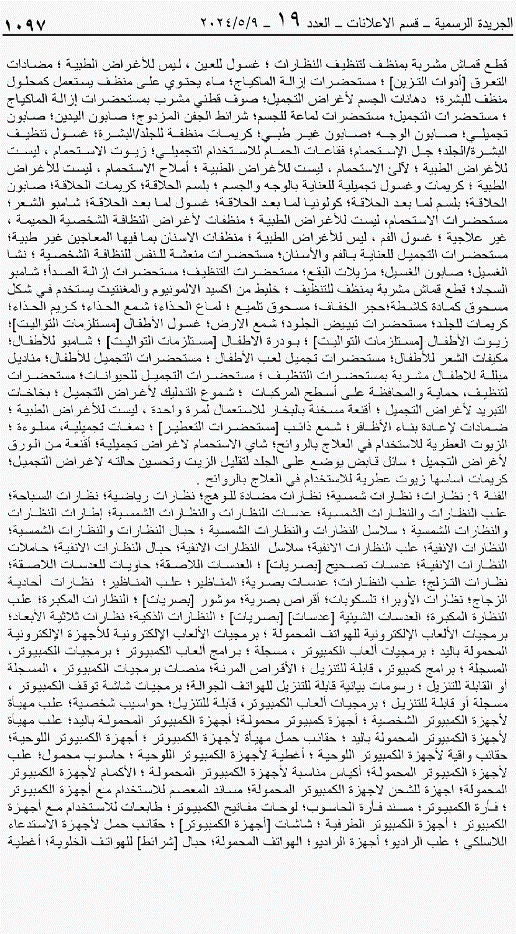 الجريدة الرسمية – قسم الاعلانات – العدد ١٩ – ٢٠٢٤/٥/٩ ١٠٩٧
قطع قماش مشربة بمنظف لتنظيف النظارات ؛ غسول للعين ، ليس للأغراض الطبية ؛ مضادات
التعرق [أدوات التزين] ؛ مستحضرات إزالة الماكياج؛ ماء يحتوي على منظف يستعمل كمحلول
منظف للبشرة؛ دهانات الجسم لأغراض التجميل؛ صوف قطني مشرب بمستحضرات إزالة الماكياج
؛ مستحضرات التجميل؛ مستحضرات لماعة للجسم؛ شرائط الجفن المزدوج؛ صابون اليدين؛ صابون
تجميلي؛ صابون الوجه ؛صابون غير طبي؛ كريمات منظفة للجلد/البشرة؛ غسول تنظيف
البشرة/الجلد؛ جل الإستحمام؛ فقاعات الحمام للاستخدام التجميلي؛ زيوت الاستحمام ، ليست
للأغراض الطبية ؛ لآلئ الاستحمام ، ليست للأغراض الطبية ؛ أملاح الاستحمام ، ليست للأغراض
الطبية ؛ كريمات وغسول تجميلية للعناية بالوجه والجسم ؛ بلسم الحلاقة؛ كريمات الحلاقة؛ صابون
الحلاقة؛ بلسم لما بعد الحلاقة؛ كولونيا لما بعد الحلاقة؛ غسول لما بعد الحلاقة؛ شامبو الشعر؛
مستحضرات الاستحمام، ليست للأغراض الطبية ؛ منظفات لأغراض النظافة الشخصية الحميمة ،
غير علاجية ؛ غسول الفم ، ليس للأغراض الطبية ؛ منظفات الاسنان بما فيها المعاجين غير طبية؛
مستحضرات التجميل للعناية بالفم والأسنان؛ مستحضرات منعشة للنفس للنظافة الشخصية ؛ نشا
الغسيل؛ صابون الغسيل؛ مزيلات البقع؛ مستحضرات التنظيف؛ مستحضرات إزالة الصدأ؛ شامبو
السجاد؛ قطع قماش مشربة بمنظف للتنظيف ؛ خليط من اكسيد الالمونيوم والمغنتيت يستخدم في شكل
مسحوق كمادة كاشطة؛حجر الخفاف؛ مسحوق تلميع ؛ لماع الحذاء؛ شمع الحذاء؛ كريم الحذاء؛
كريمات للجلد؛ مستحضرات تبييض الجلود؛ شمع الارض؛ غسول الأطفال [مستلزمات التواليت]؛
زيوت الأطفال [مستلزمات التواليت] ؛ بودرة الاطفال [مستلزمات التواليت] ؛ شامبو للأطفال؛
مكيفات الشعر للأطفال؛ مستحضرات تجميل لعب الأطفال ؛ مستحضرات التجميل للأطفال؛ مناديل
مبللة للاطفال مشربة بمستحضرات التنظيف ؛ مستحضرات التجميل للحيوانات؛ مستحضرات
لتنظيف، حماية والمحافظة على أسطح المركبات ؛ شموع التدليك لأغراض التجميل ؛ بخاخات
التبريد لأغراض التجميل ؛ أقنعة مسخنة بالبخار للاستعمال لمرة واحدة ، ليست للأغراض الطبية ؛
ضمادات لإعادة بناء الأظافر؛ شمع ذائب [مستحضرات التعطير] ؛ دمغات تجميلية، مملوءة ؛
الزيوت العطرية للاستخدام في العلاج بالروائح؛ شاي الاستحمام لاغراض تجميلية؛ أقنعة من الورق
لأغراض التجميل ؛ سائل قابض يوضع على الجلد لتقليل الزيت وتحسين حالته لاغراض التجميل؛
كريمات اساسها زيوت عطرية للاستخدام في العلاج بالروائح .
الفئة ٩: نظارات؛ نظارات شمسية؛ نظارات مضادة للوهج؛ نظارات رياضية؛ نظارات السباحة؛
علب النظارات والنظارات الشمسية؛ عدسات النظارات والنظارات الشمسية؛ إطارات النظارات
والنظارات الشمسية ؛ سلاسل النظارات والنظارات الشمسية ؛ حبال النظارات والنظارات الشمسية؛
النظارات الانفية؛ علب النظارات الانفية؛ سلاسل النظارات الانفية؛ حبال النظارات الانفية؛ حاملات
النظارات الانفية؛ عدسات تصحيح [بصريات] ؛ العدسات اللاصقة؛ حاويات للعدسات اللاصقة؛
نظارات التزلج؛ علب النظارات؛ عدسات بصرية؛ المناظير؛ علب المناظير؛ نظارات أحادية
الزجاج؛ نظارات الأوبرا؛ تلسكوبات؛ أقراص بصرية؛ موشور [بصريات] ؛ النظارات المكبرة؛ علب
النظارة المكبرة؛ العدسات الشيئية [عدسات] [بصريات] ؛ النظارات الذكية؛ نظارات ثلاثية الأبعاد؛
برمجيات الألعاب الإلكترونية للهواتف المحمولة ؛ برمجيات الألعاب الإلكترونية للأجهزة الإلكترونية
المحمولة باليد ؛ برمجيات ألعاب الكمبيوتر ، مسجلة ؛ برامج ألعاب الكمبيوتر ؛ برمجيات الكمبيوتر،
المسجلة ؛ برامج كمبيوتر، قابلة للتنزيل ؛ الأقراص المرنة؛ منصات برمجيات الكمبيوتر ، المسجلة
أو القابلة للتنزيل ؛ رسومات بيانية قابلة للتنزيل للهواتف الجوالة؛ برمجيات شاشة توقف الكمبيوتر ،
مسجلة أو قابلة للتنزيل ؛ برمجيات ألعاب الكمبيوتر، قابلة للتنزيل؛ حواسيب شخصية؛ علب مهيأة
لأجهزة الكمبيوتر الشخصية ؛ أجهزة كمبيوتر محمولة؛ أجهزة الكمبيوتر المحمولة باليد؛ علب مهيأة
لأجهزة الكمبيوتر المحمولة باليد ؛ حقائب حمل مهيأة لأجهزة الكمبيوتر ؛ أجهزة الكمبيوتر اللوحية؛
حقائب واقية لأجهزة الكمبيوتر اللوحية ؛ أغطية لأجهزة الكمبيوتر اللوحية ؛ حاسوب محمول؛ علب
لأجهزة الكمبيوتر المحمولة؛ أكياس مناسبة لأجهزة الكمبيوتر المحمولة ؛ الأكمام لأجهزة الكمبيوتر
المحمولة؛ اجهزة للشحن لاجهزة الكمبيوتر المحمولة؛ مساند المعصم للاستخدام مع أجهزة الكمبيوتر
؛ فأرة الكمبيوتر؛ مسند فأرة الحاسوب؛ لوحات مفاتيح الكمبيوتر؛ طابعات للاستخدام مع أجهزة
الكمبيوتر ؛ أجهزة الكمبيوتر الطرفية ؛ شاشات [أجهزة الكمبيوتر] ؛ حقائب حمل لأجهزة الاستدعاء
اللاسلكي ؛ علب الراديو؛ أجهزة الراديو؛ الهواتف المحمولة؛ حبال [شرائط] للهواتف الخلوية؛ أغطية